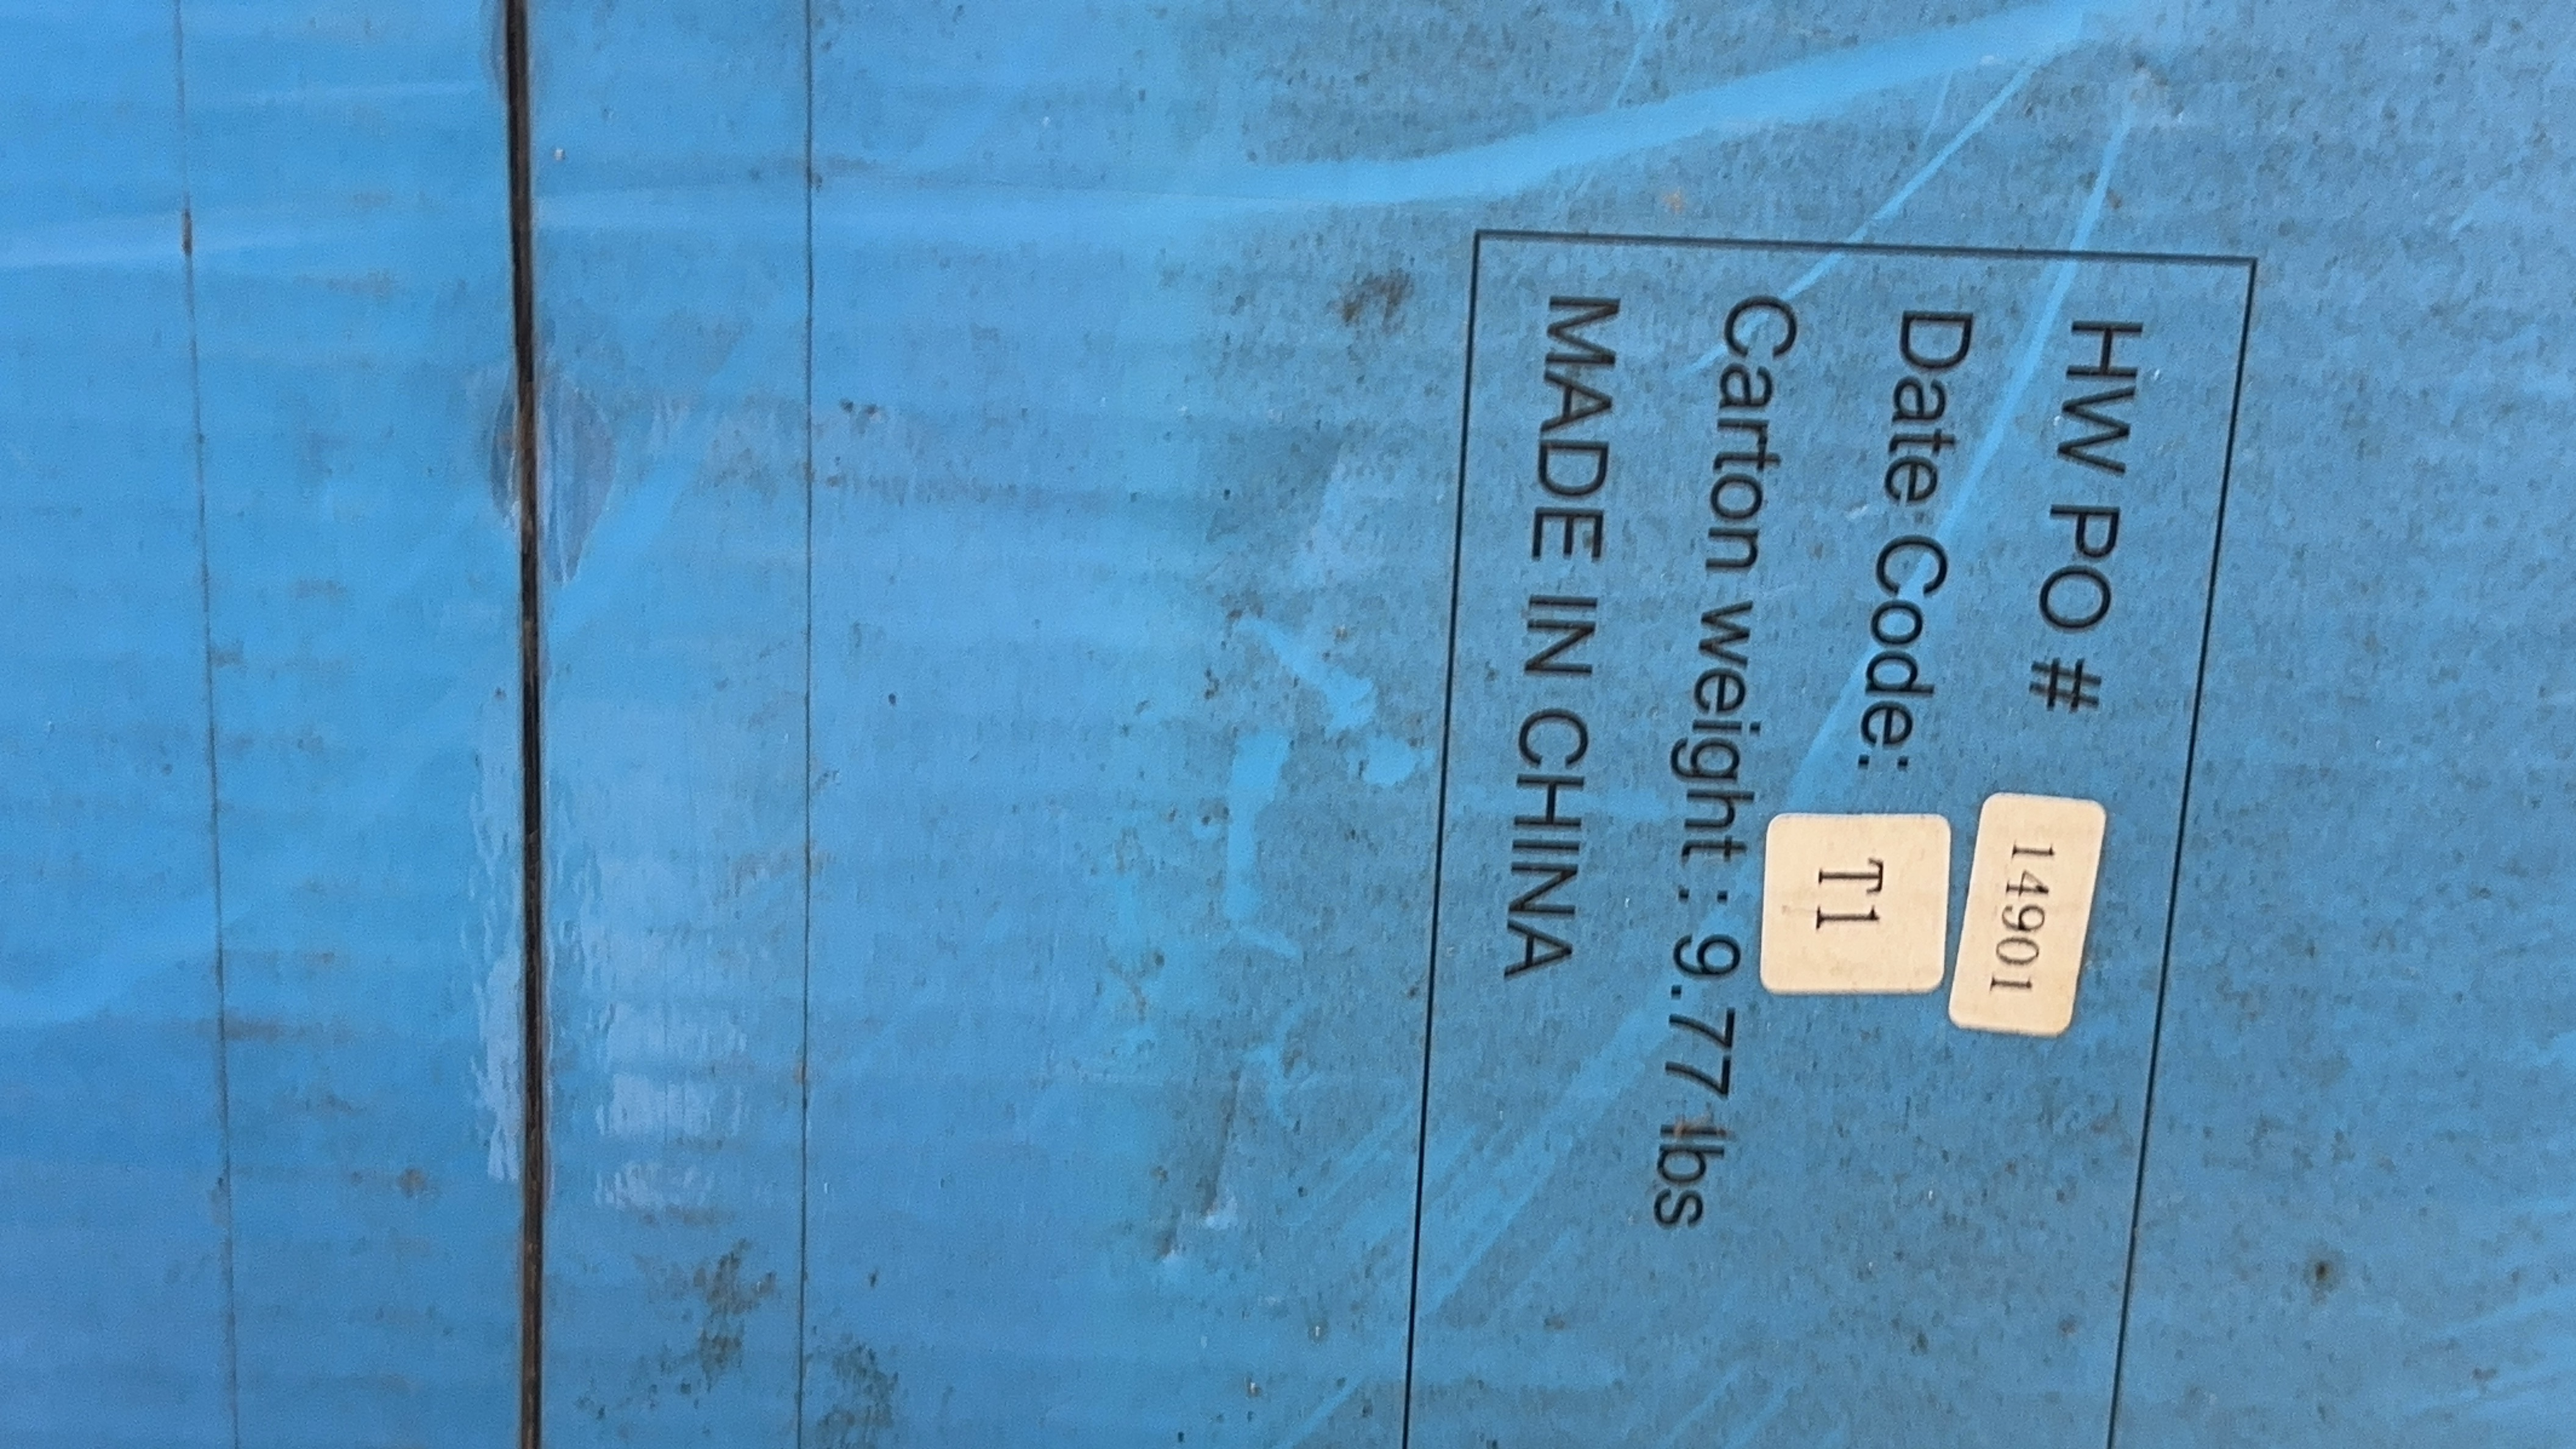 HW PO # 14901
Date Code: T1
Carton weight : 9.77 lbs
MADE IN CHINA